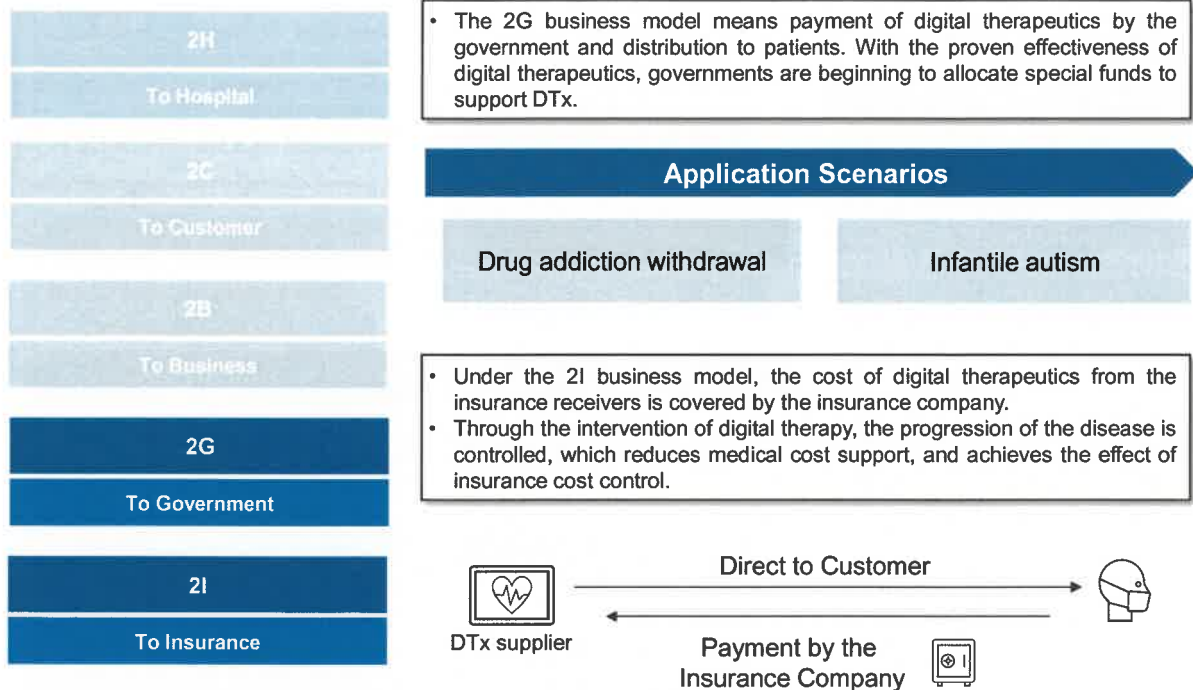 2H
To Hospital
2C
To Customer
2B
To Business
2G
To Government
2I
To Insurance
• The 2G business model means payment of digital therapeutics by the
government and distribution to patients. With the proven effectiveness of
digital therapeutics, governments are beginning to allocate special funds to
support DTx.
Application Scenarios
Drug addiction withdrawal
Infantile autism
• Under the 2I business model, the cost of digital therapeutics from the
insurance receivers is covered by the insurance company.
• Through the intervention of digital therapy, the progression of the disease is
controlled, which reduces medical cost support, and achieves the effect of
insurance cost control.
Direct to Customer
DTx supplier
Payment by the
Insurance Company